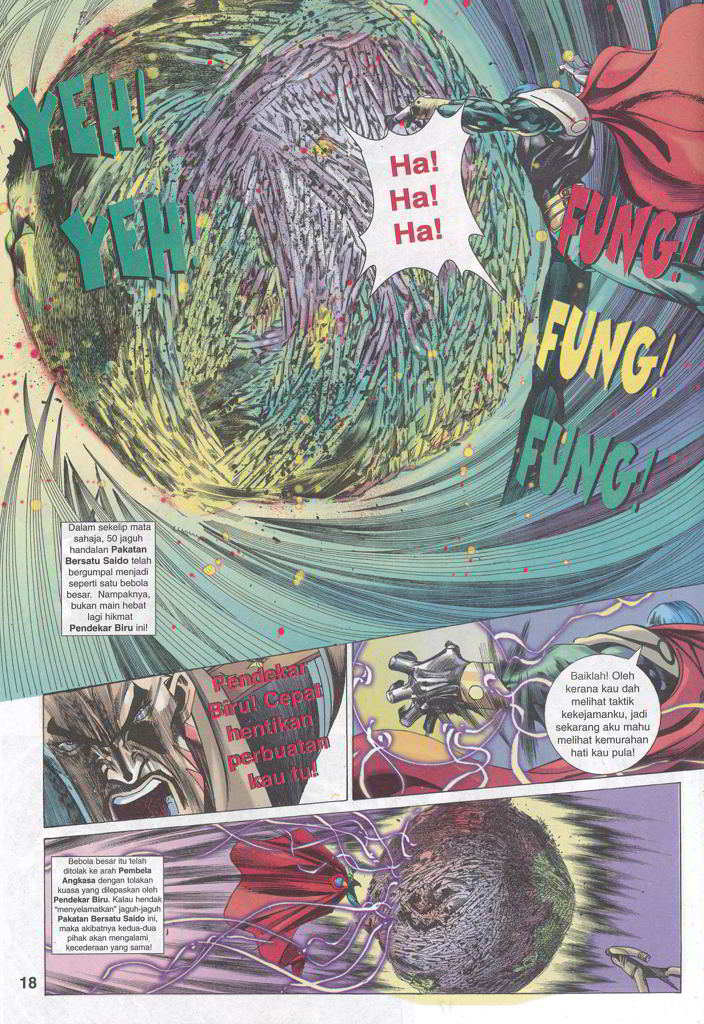 YEH!
YEH!
Ha!
Ha!
Ha!
FUNG!
FUNG!
FUNG!
Dalam sekelip mata
sahaja, 50 jaguh
handalan Pakatan
Bersatu Saido telah
bergumpal menjadi
seperti satu bebola
besar. Nampaknya,
bukan main hebat
lagi hikmat
Pendekar Biru ini!
Pendekar
Biru! Cepat
hentikan
perbuatan
kau tu!
Baiklah! Oleh
kerana kau dah
melihat taktik
kekejamanku, jadi
sekarang aku mahu
melihat kemurahan
hati kau pula!
Bebola besar itu telah
ditolak ke arah Pembela
Angkasa dengan tolakan
kuasa yang dilepaskan oleh
Pendekar Biru. Kalau hendak
"menyelamatkan" jaguh-jaguh
Pakatan Bersatu Saido ini,
maka akibatnya kedua-dua
pihak akan mengalami
kecederaan yang sama!
18